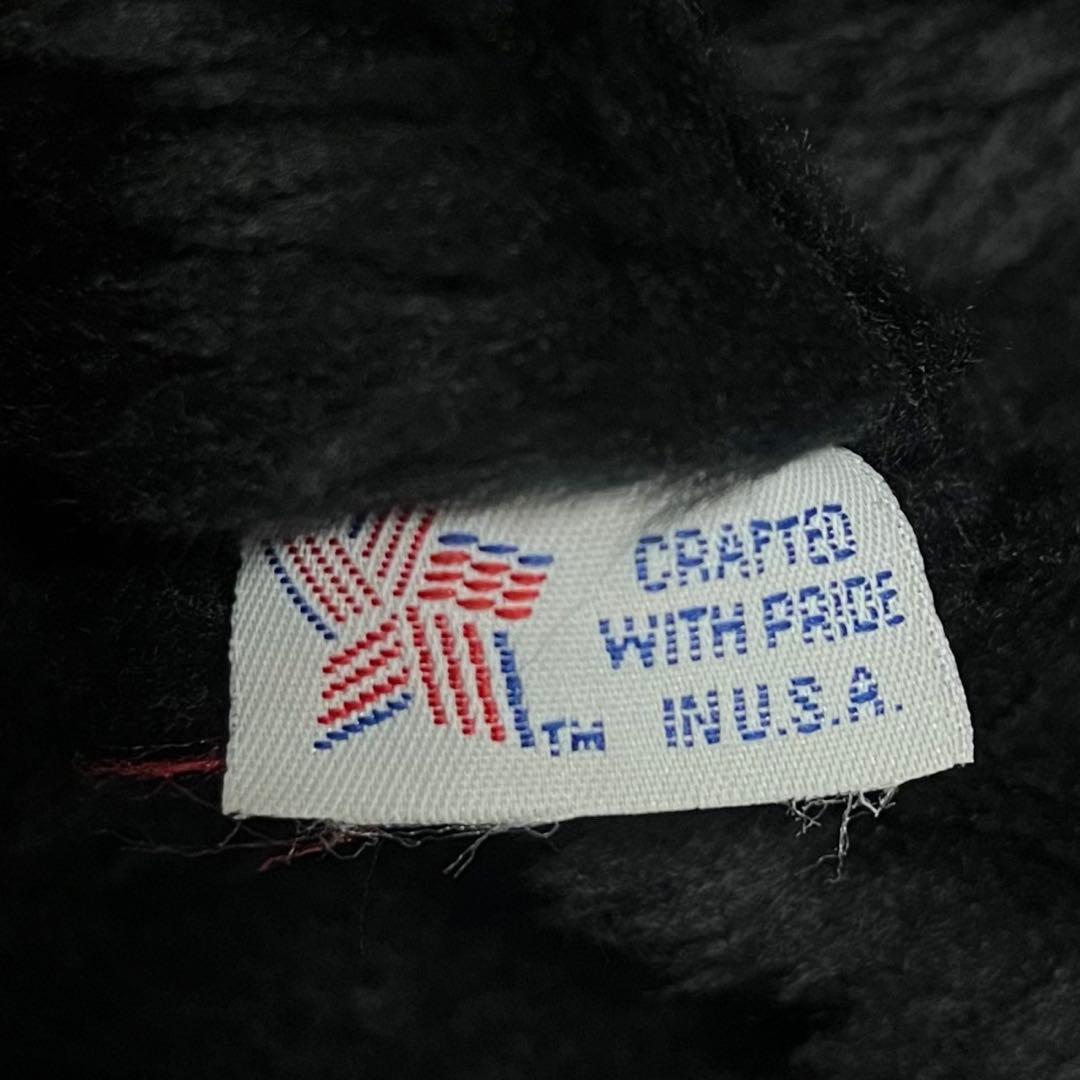 CRAFTED
WITH PRIDE
IN U.S.A.
TM